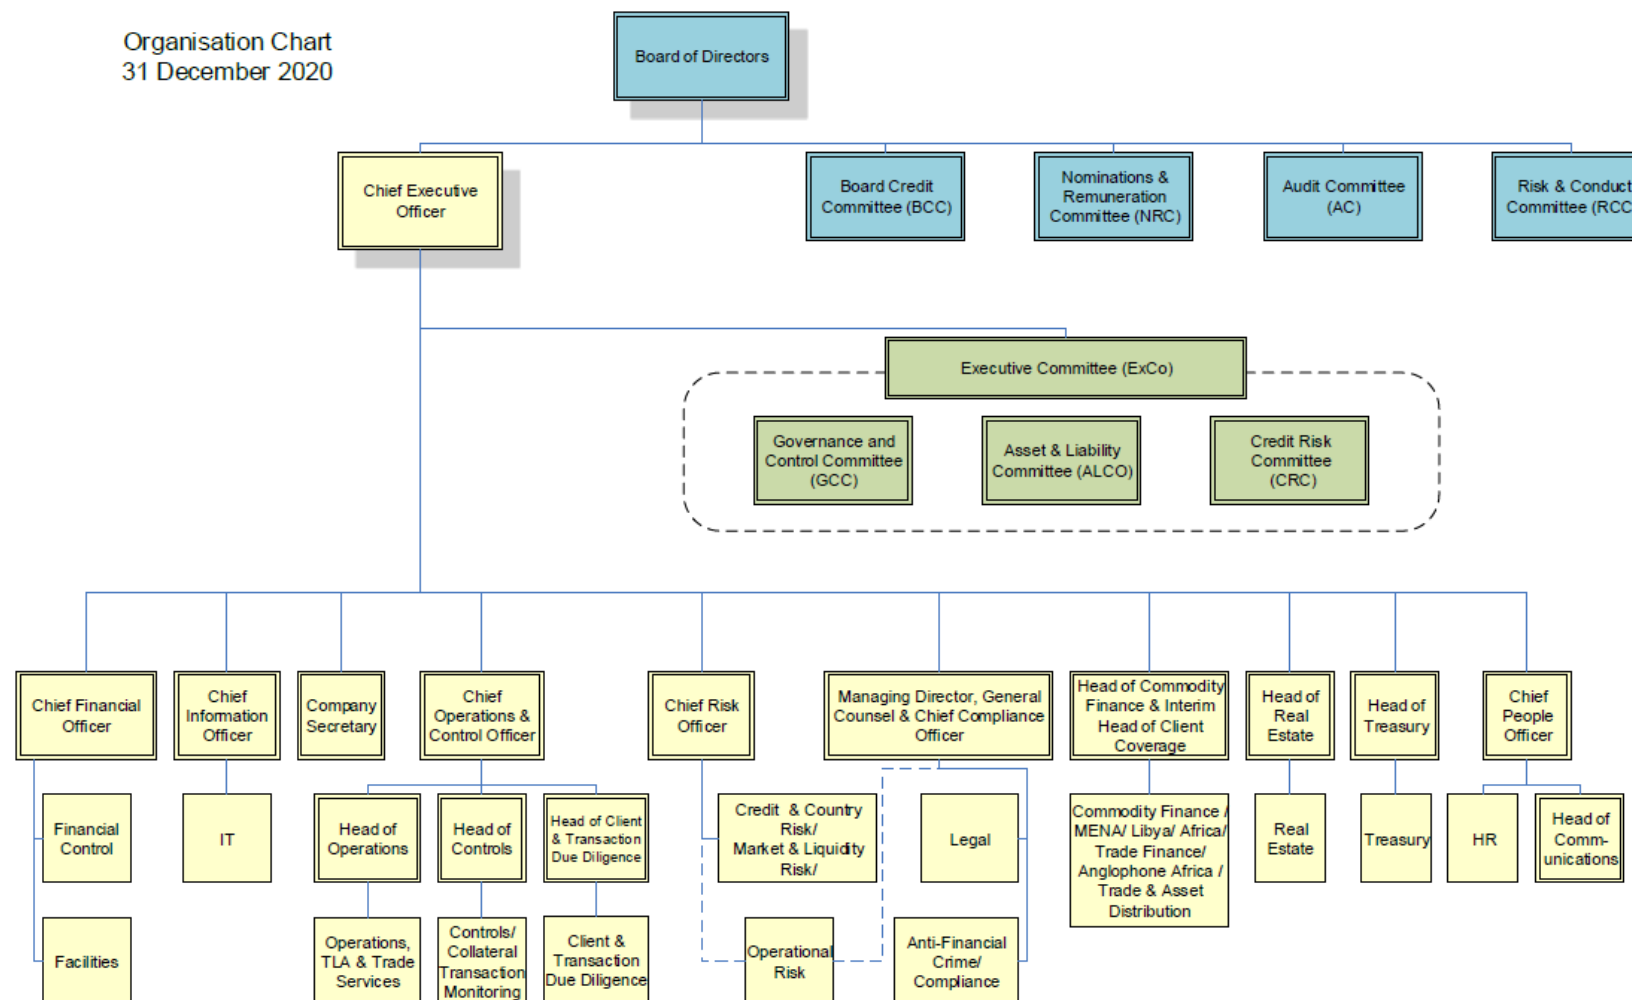 Organisation Chart
31 December 2020
Board of Directors
Chief Executive
Officer
Board Credit
Committee (BCC)
Nominations &
Remuneration
Committee (NRC)
Audit Committee
(AC)
Risk & Conduct
Committee (RCC
Executive Committee (ExCo)
Governance and
Control Committee
(GCC)
Asset & Liability
Committee (ALCO)
Credit Risk
Committee
(CRC)
Chief Financial
Officer
Chief
Information
Officer
Company
Secretary
Chief
Operations &
Control Officer
Chief Risk
Officer
Managing Director, General
Counsel & Chief Compliance
Officer
Head of Commodity
Finance & Interim
Head of Client
Coverage
Head of
Real
Estate
Head of
Treasury
Chief
People
Officer
Financial
Control
IT
Head of
Operations
Head of
Controls
Head of Client
& Transaction
Due Diligence
Credit & Country
Risk/
Market & Liquidity
Risk/
Legal
Commodity Finance /
MENA/ Libya/ Africa/
Trade Finance/
Anglophone Africa /
Trade & Asset
Distribution
Real
Estate
Treasury
HR
Head of
Comm-
unications
Facilities
Operations,
TLA & Trade
Services
Controls/
Collateral
Transaction
Monitoring
Client &
Transaction
Due Diligence
Operational
Risk
Anti-Financial
Crime/
Compliance